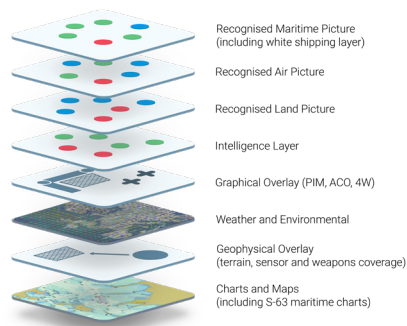 Recognised Maritime Picture
(including white shipping layer)
Recognised Air Picture
Recognised Land Picture
Intelligence Layer
Graphical Overlay (PIM, ACO, 4W)
Weather and Environmental
Geophysical Overlay
(terrain, sensor and weapons coverage)
Charts and Maps
(including S-63 maritime charts)